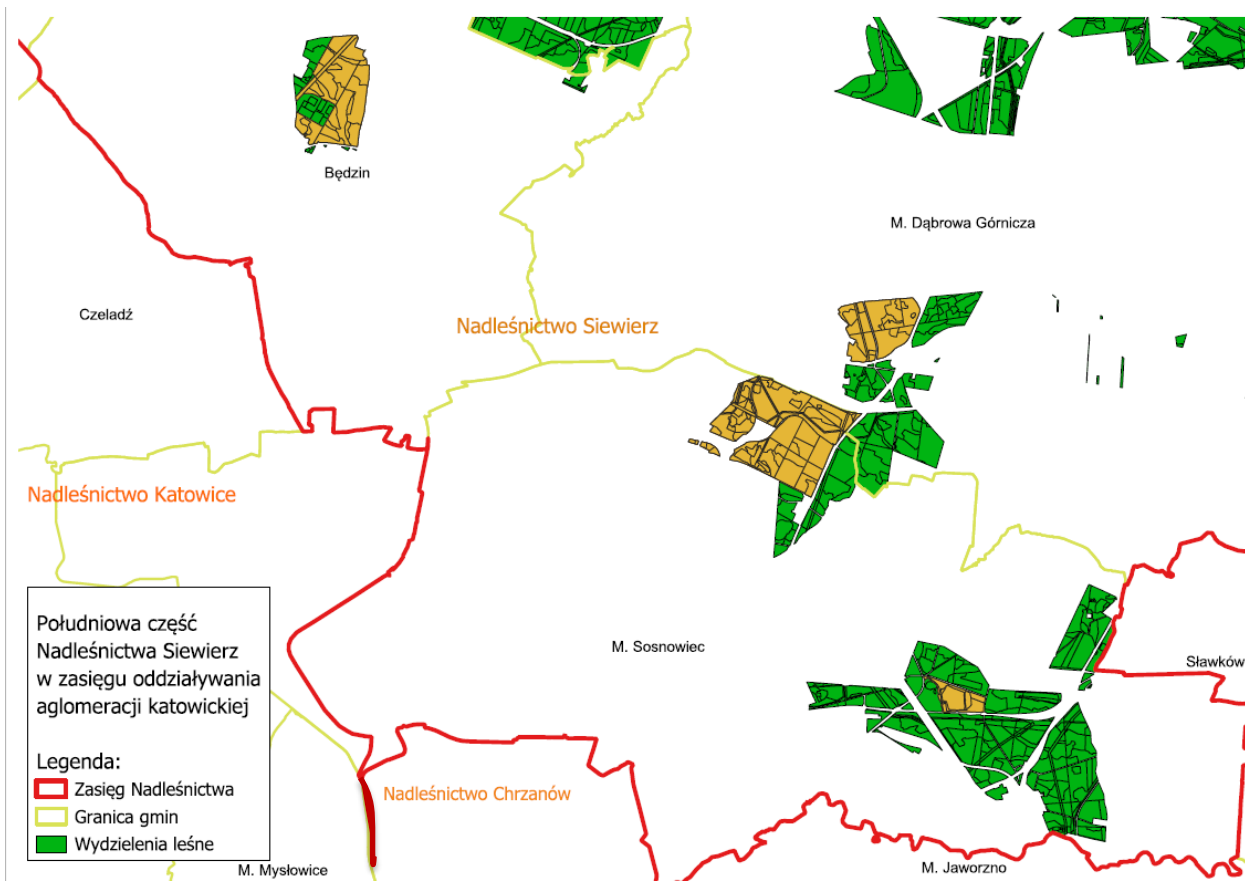 Będzin
M. Dąbrowa Górnicza
Czeladź
Nadleśnictwo Siewierz
Nadleśnictwo Katowice
Południowa część
Nadleśnictwa Siewierz
w zasięgu oddziaływania
aglomeracji katowickiej
Legenda:
Zasięg Nadleśnictwa
Granica gmin
Wydzielenia leśne
M. Sosnowiec
Sławków
Nadleśnictwo Chrzanów
M. Mysłowice
M. Jaworzno